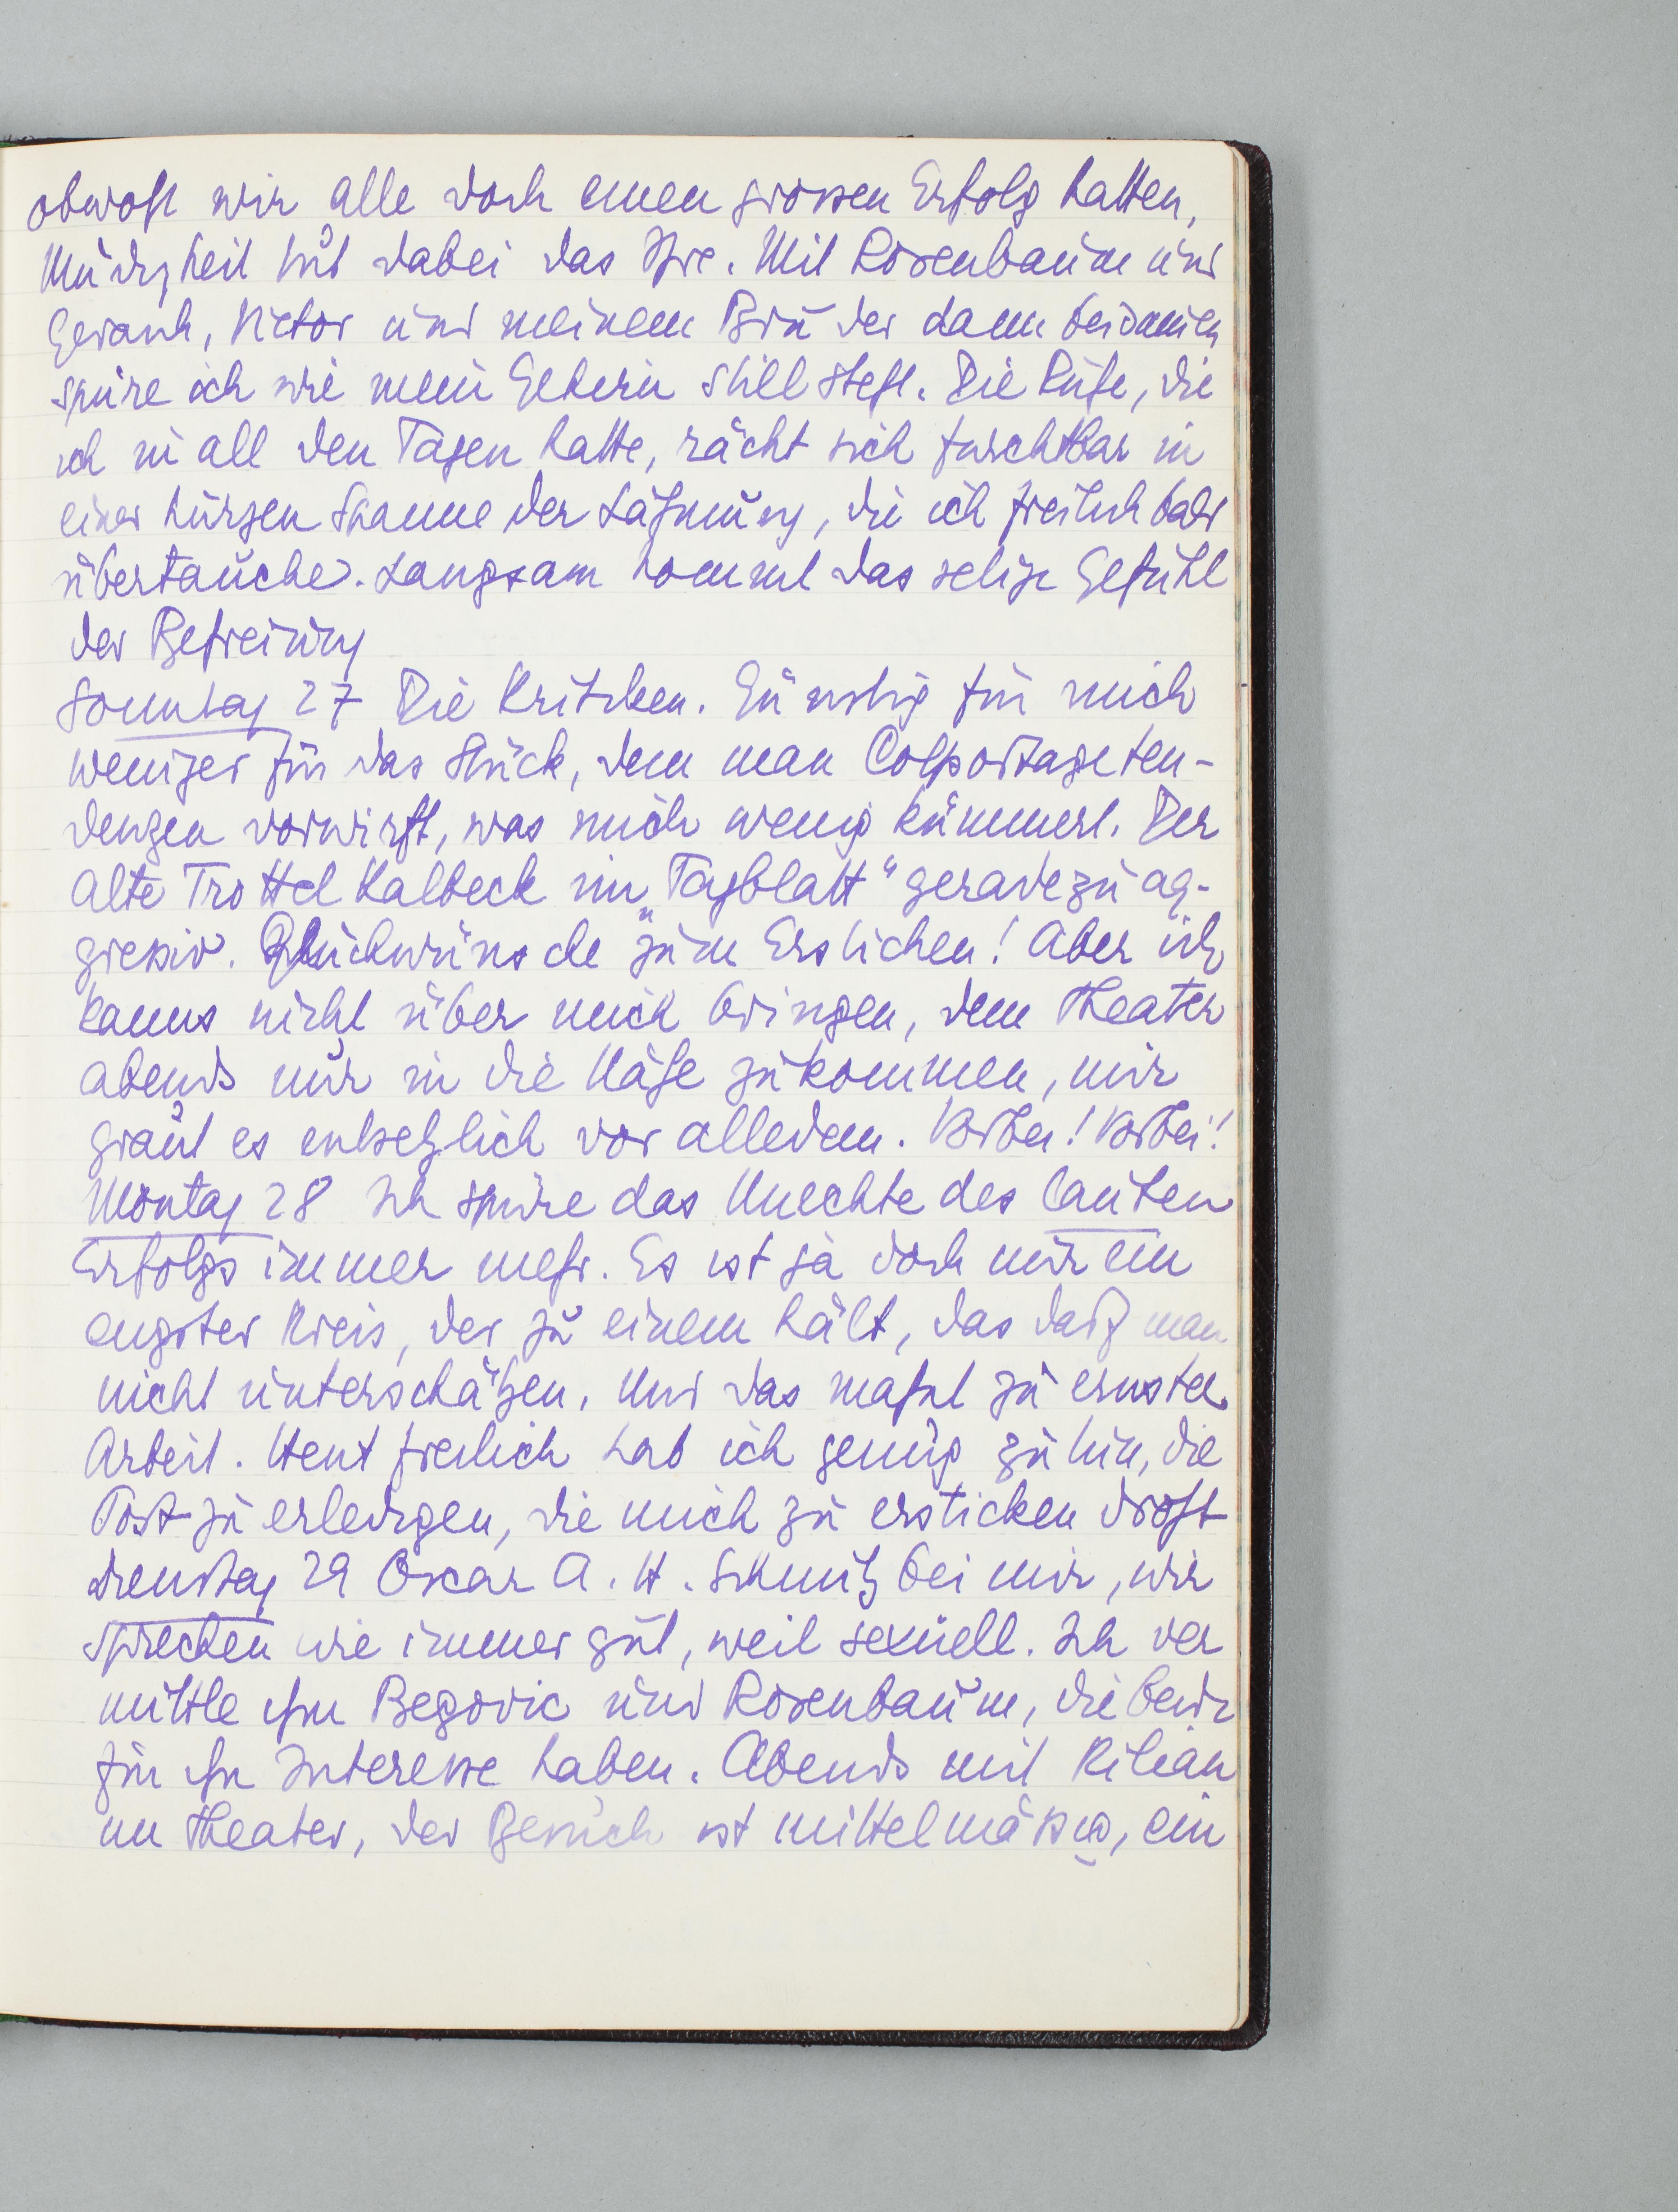 obwohl wir alle doch einen grossen Erfolg hatten,
Müdigkeit tut dabei das Ihre. Mit Rosenbaum und
Gerasch, Victor und meinem Bruder dann beisammen
spüre ich wie mein Gehirn still steht. Die Ruhe, die
ich in all den Tagen hatte, rächt sich furchtbar in
einer kurzen Spanne der Lähmung, die ich freilich bald
übertauche. Langsam kommt das selige Gefühl
der Befreiung
Sonntag 27 Die Kritiken. Günstig für mich
weniger für das Stück, dem man Colportageten-
denzen vorwirft, was mich wenig kümmert. Der
alte Trottel Kalbeck im „Tagblatt“ geradezu ag-
gressiv. Glückwünsche zum Ersticken! Aber ich
kanns nicht über mich bringen, dem Theater
abends nur in die Nähe zu kommen, mir
graut es entsetzlich vor alledem. Vorbei! Vorbei!
Montag 28 Ich spüre das Unechte des lauten
Erfolgs immer mehr. Es ist ja doch nur ein
engster Kreis, der zu einem hält, das darf man
nicht unterschätzen. Und das mahnt zu ernster
Arbeit. Heut freilich hab ich genug zu tun, die
Post zu erledigen, die mich zu ersticken droht
Dienstag 29 Oscar A. H. Schmitz bei mir, wir
sprechen wie immer gut, weil sexuell. Ich ver
mittle ihm Begovic und Rosenbaum, die beide
für ihn Interesse haben. Abends mit Kilian
im Theater, der Besuch ist mittelmässig, ein